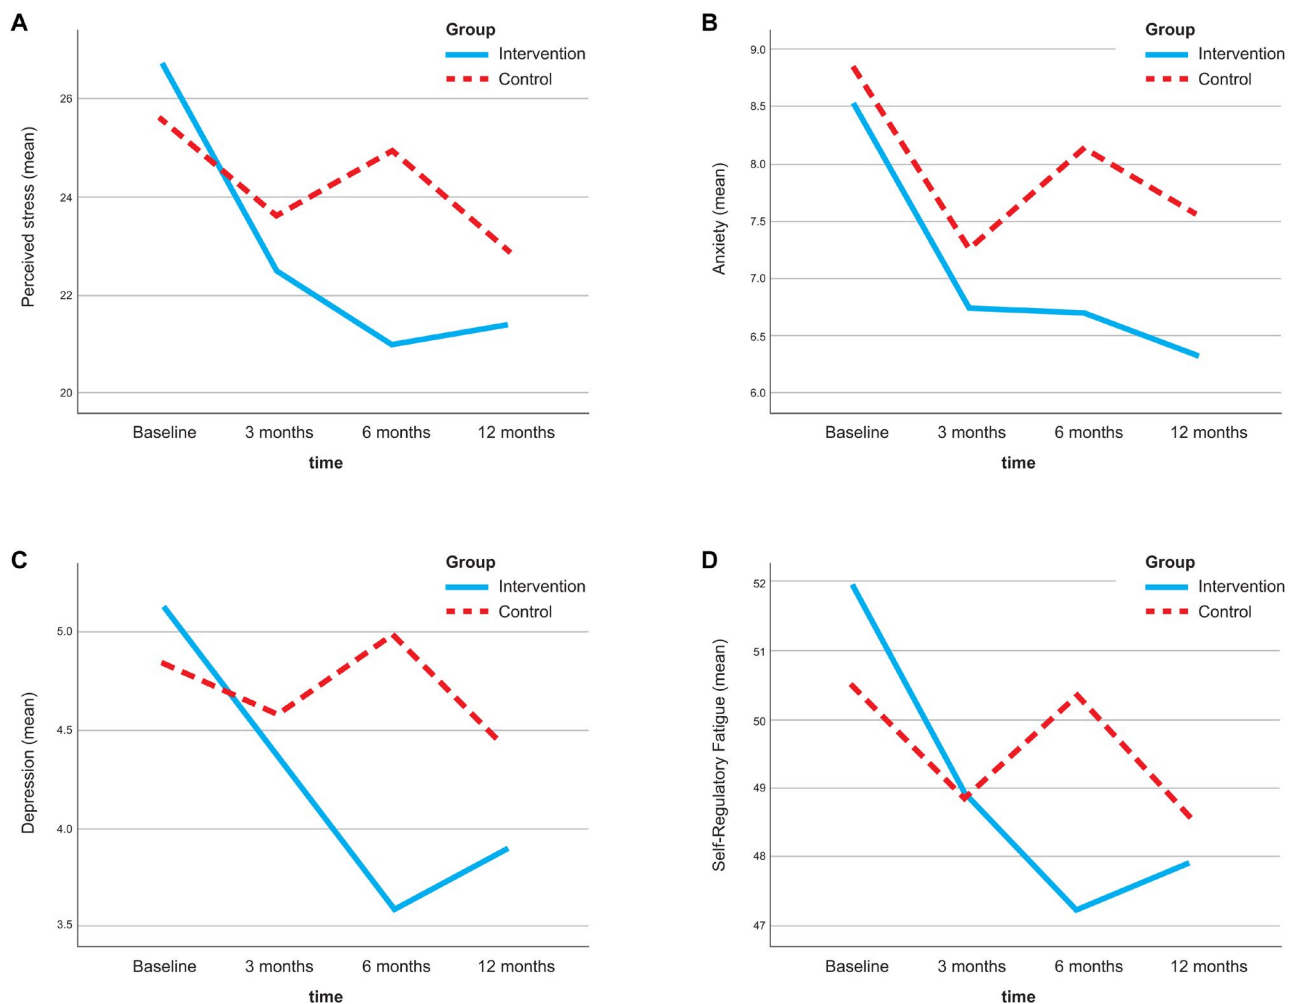 A
Group
Intervention
Control
Perceived stress (mean)
26
24
22
20
Baseline 3 months 6 months 12 months
time
B
Group
Intervention
Control
Anxiety (mean)
9.0
8.5
8.0
7.5
7.0
6.5
6.0
Baseline 3 months 6 months 12 months
time
C
Group
Intervention
Control
Depression (mean)
5.0
4.5
4.0
3.5
Baseline 3 months 6 months 12 months
time
D
Group
Intervention
Control
Self-Regulatory Fatigue (mean)
52
51
50
49
48
47
Baseline 3 months 6 months 12 months
time